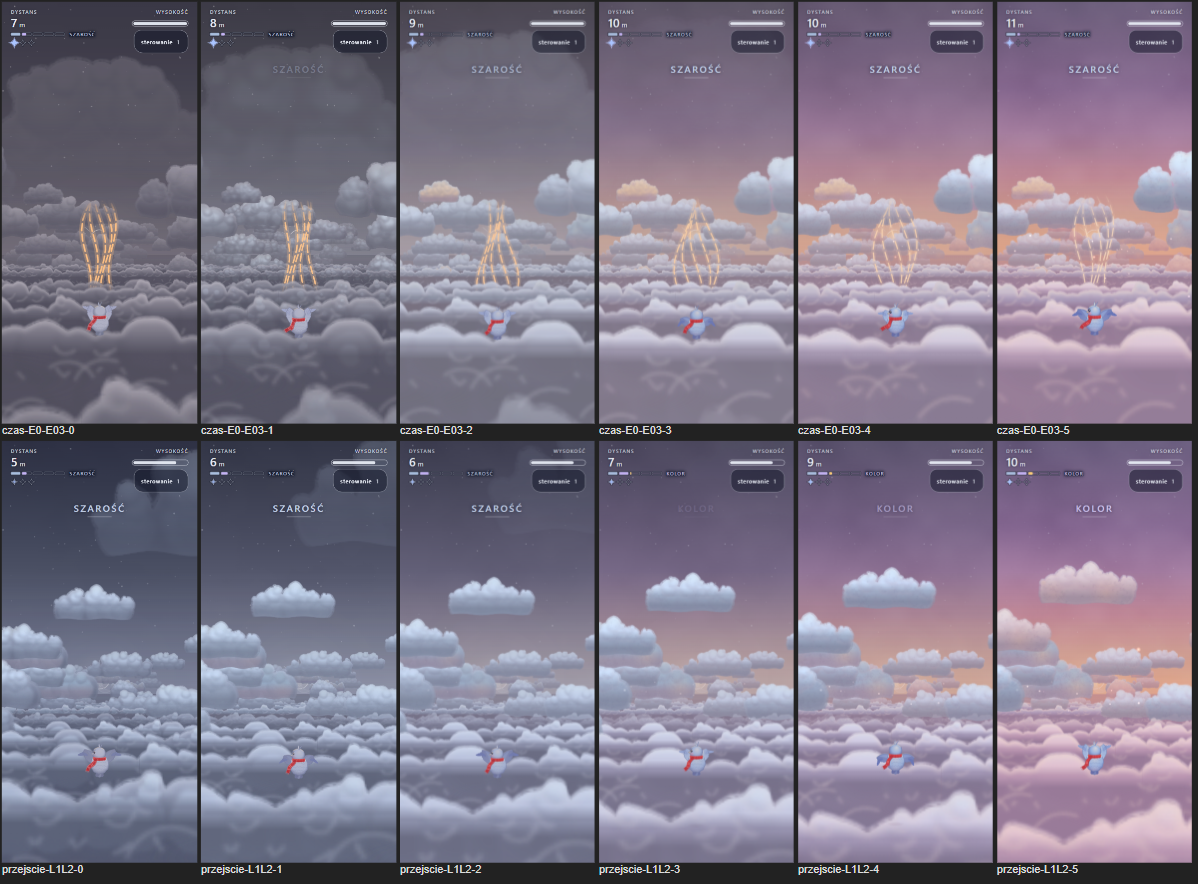 DYSTANS WYSOKOŚĆ
7 m
SZAROŚĆ
sterowanie 1
DYSTANS WYSOKOŚĆ
8 m
SZAROŚĆ
sterowanie 1
SZAROŚĆ
DYSTANS WYSOKOŚĆ
9 m
SZAROŚĆ
sterowanie 1
SZAROŚĆ
DYSTANS WYSOKOŚĆ
10 m
SZAROŚĆ
sterowanie 1
SZAROŚĆ
DYSTANS WYSOKOŚĆ
10 m
SZAROŚĆ
sterowanie 1
SZAROŚĆ
DYSTANS WYSOKOŚĆ
11 m
SZAROŚĆ
sterowanie 1
SZAROŚĆ
czas-E0-E03-0
czas-E0-E03-1
czas-E0-E03-2
czas-E0-E03-3
czas-E0-E03-4
czas-E0-E03-5
DYSTANS WYSOKOŚĆ
5 m
SZAROŚĆ
sterowanie 1
SZAROŚĆ
DYSTANS WYSOKOŚĆ
6 m
SZAROŚĆ
sterowanie 1
SZAROŚĆ
DYSTANS WYSOKOŚĆ
6 m
SZAROŚĆ
sterowanie 1
SZAROŚĆ
DYSTANS WYSOKOŚĆ
7 m
KOLOR
sterowanie 1
KOLOR
DYSTANS WYSOKOŚĆ
9 m
KOLOR
sterowanie 1
KOLOR
DYSTANS WYSOKOŚĆ
10 m
KOLOR
sterowanie 1
KOLOR
przejscie-L1L2-0
przejscie-L1L2-1
przejscie-L1L2-2
przejscie-L1L2-3
przejscie-L1L2-4
przejscie-L1L2-5